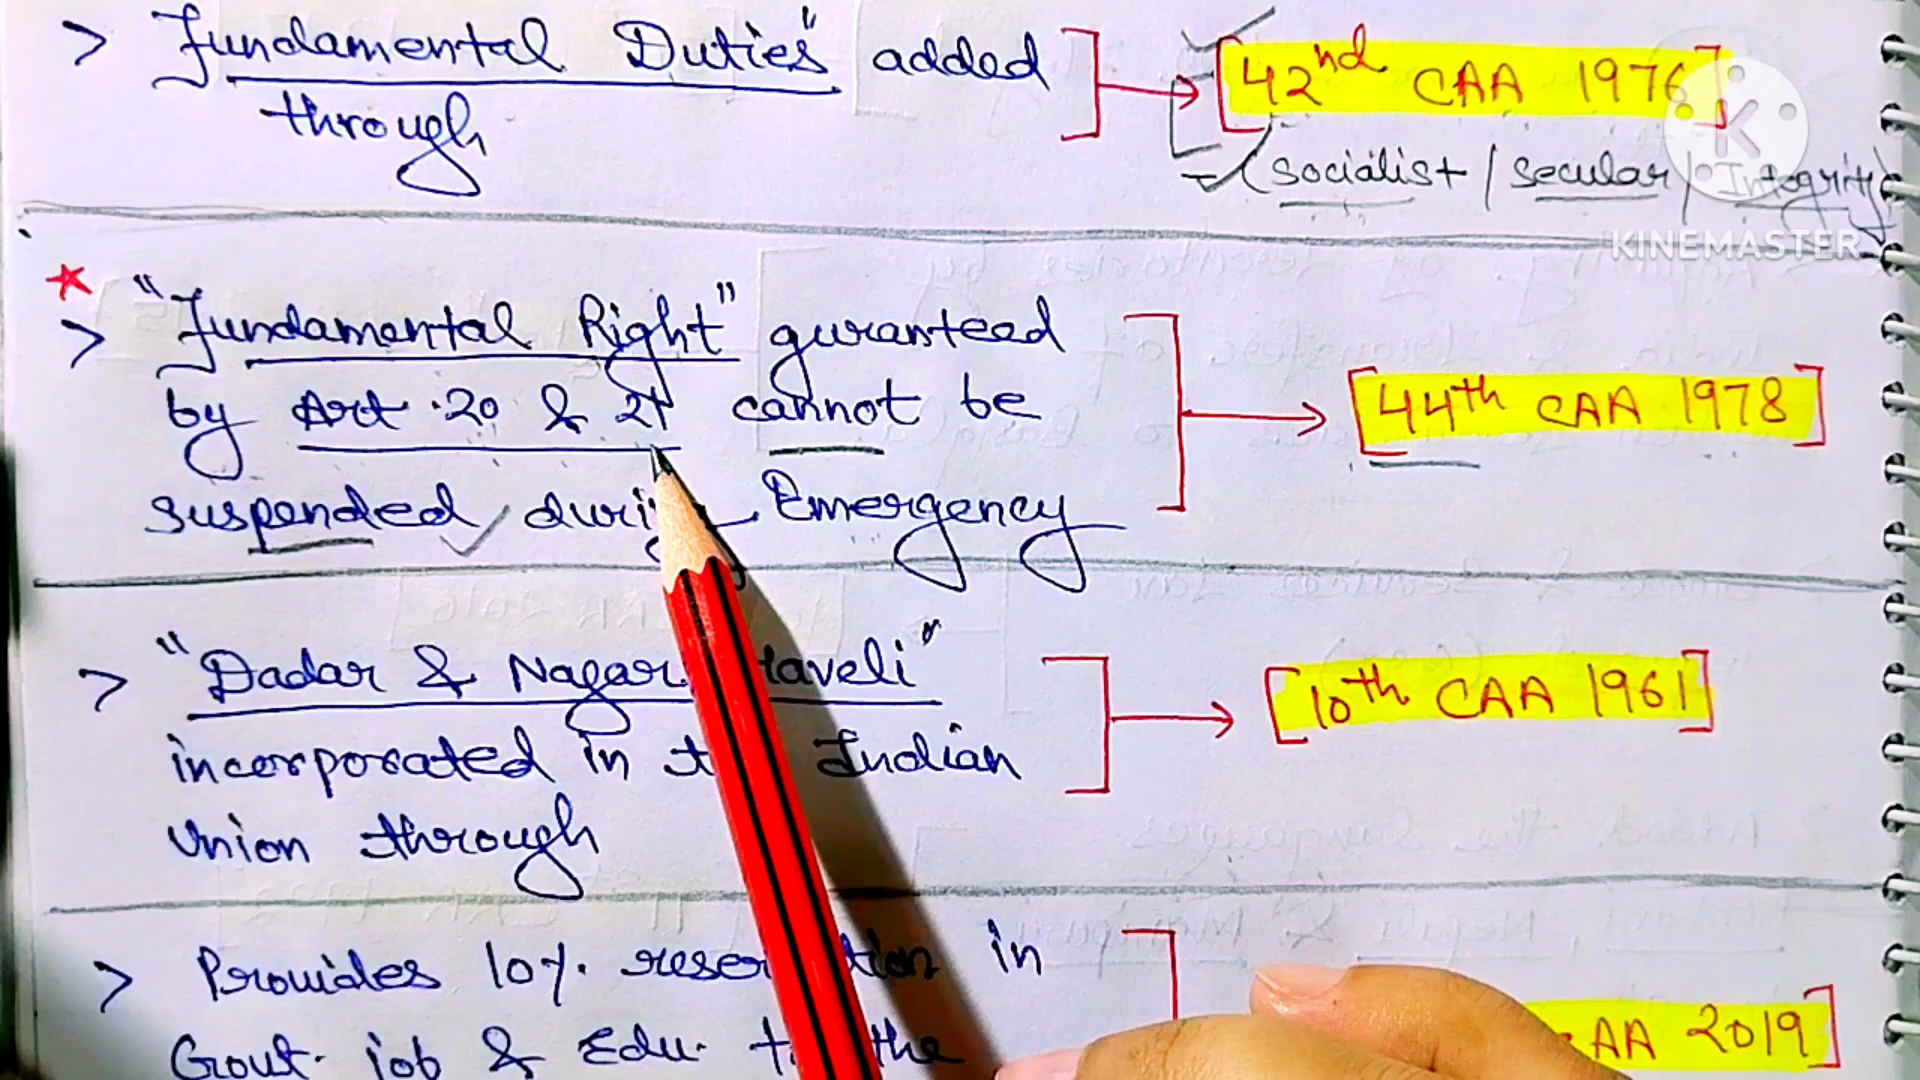 > "Fundamental Duties" added
through
42nd CAA 1976
(socialist / secular / Integrity
KINEMASTER
> "Fundamental Right" guranteed
by Art. 20 & 21 cannot be
suspended during Emergency
44th CAA 1978
> "Dadar & Nagar Haveli"
incorporated in the Indian
Union through
10th CAA 1961
> Provides 10% reservation in
Govt. job & Edu. the
CAA 2019